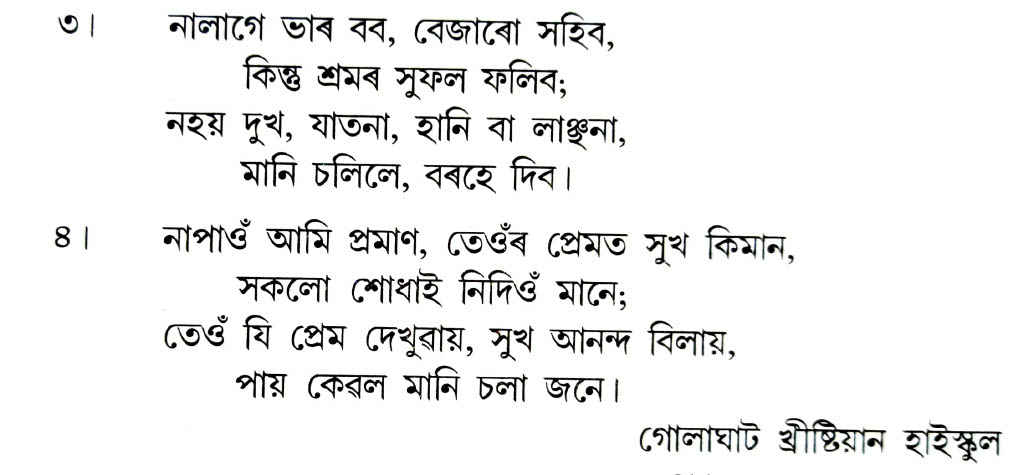 ৩। নালাগে ভাৰ বব, বেজাৰো সহিব,
কিন্তু শ্ৰমৰ সুফল ফলিব;
নহয় দুখ, যাতনা, হানি বা লাঞ্ছনা,
মানি চলিলে, বৰহে দিব।
৪। নাপাওঁ আমি প্ৰমাণ, তেওঁৰ প্ৰেমত সুখ কিমান,
সকলো শোধাই নিদিওঁ মানে;
তেওঁ যি প্ৰেম দেখুৱায়, সুখ আনন্দ বিলায়,
পায় কেৱল মানি চলা জনে।
গোলাঘাট খ্ৰীষ্টিয়ান হাইস্কুল